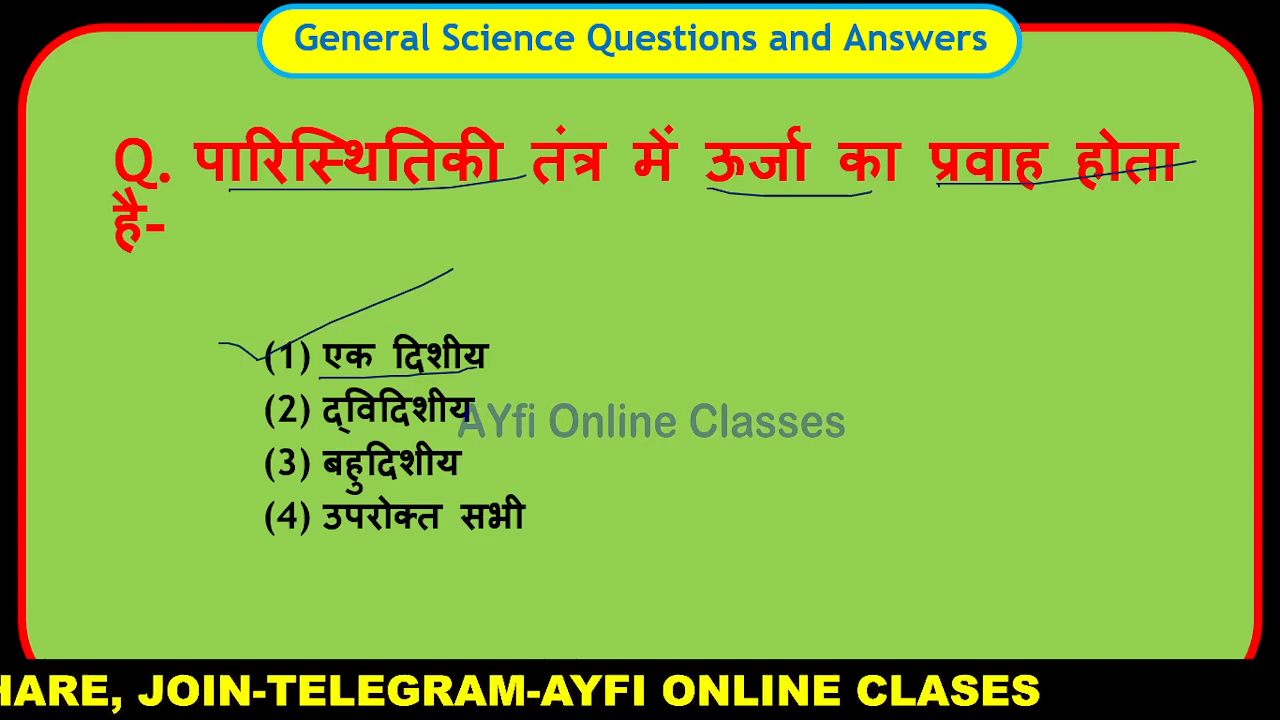 General Science Questions and Answers
Q. पारिस्थितिकी तंत्र में ऊर्जा का प्रवाह होता
है-
(1) एक दिशीय
(2) द्विदिशीय
AYfi Online Classes
(3) बहुदिशीय
(4) उपरोक्त सभी
HARE, JOIN-TELEGRAM-AYFI ONLINE CLASES